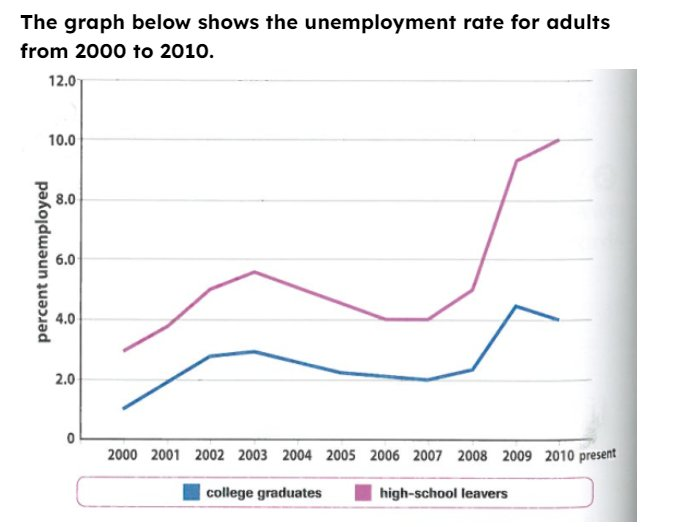 The graph below shows the unemployment rate for adults
from 2000 to 2010.
12.0
10.0
8.0
6.0
4.0
2.0
0
percent unemployed
2000 2001 2002 2003 2004 2005 2006 2007 2008 2009 2010 present
college graduates high-school leavers